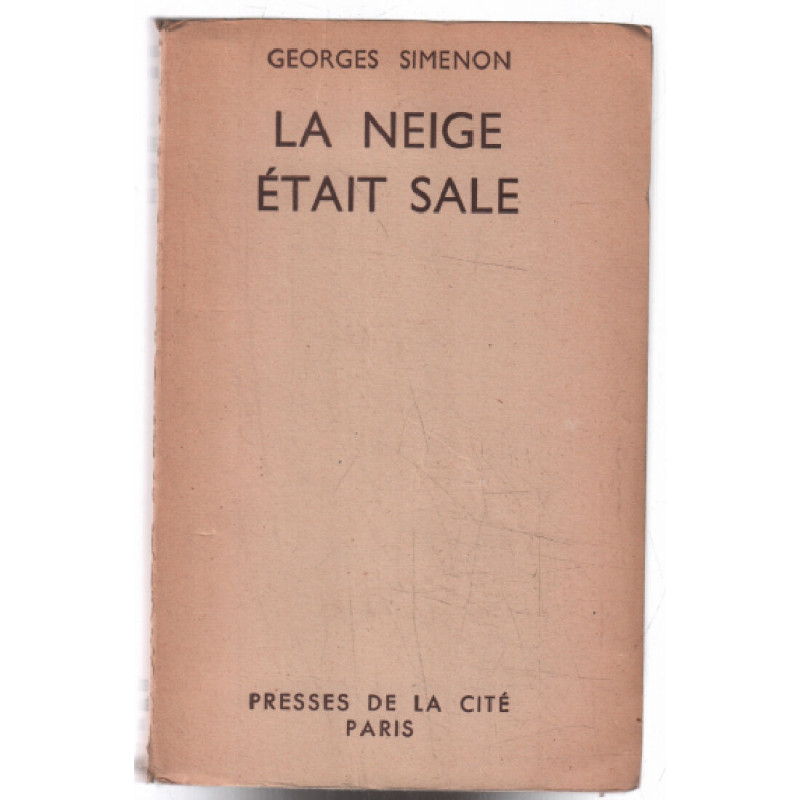 GEORGES SIMENON
LA NEIGE
ÉTAIT SALE
PRESSES DE LA CITÉ
PARIS